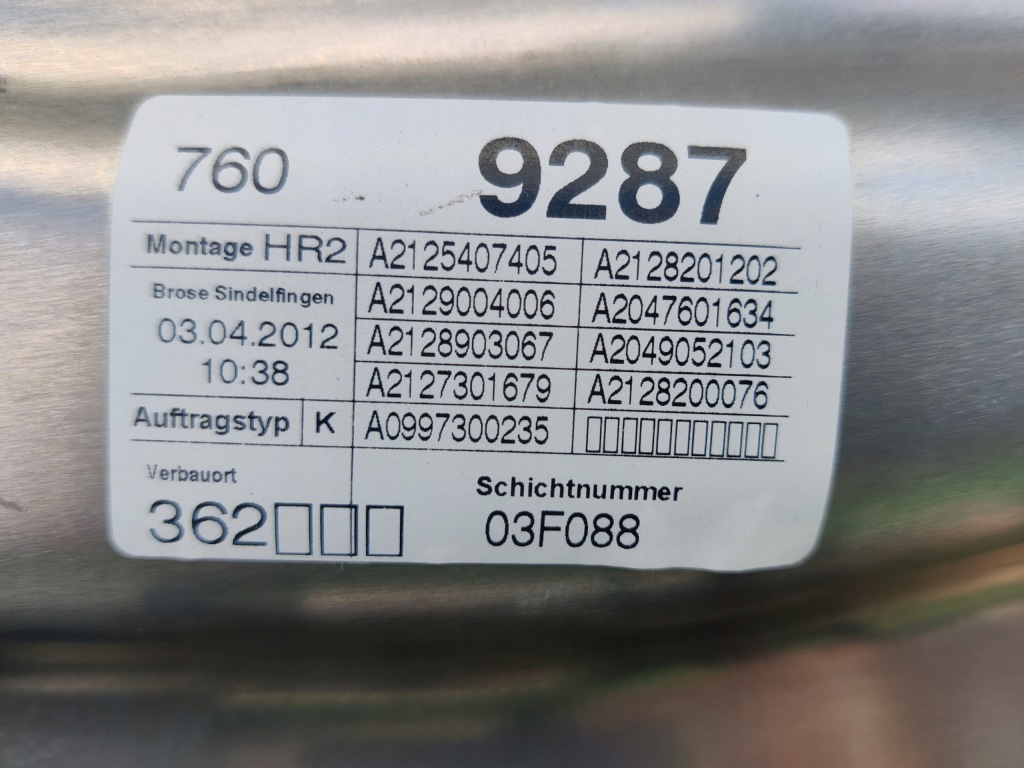 760 9287
Montage HR2 A2125407405 A2128201202
Brose Sindelfingen A2129004006 A2047601634
03.04.2012 A2128903067 A2049052103
10:38 A2127301679 A2128200076
Auftragstyp K A0997300235 ▯▯▯▯▯▯▯▯▯▯▯
Verbauort Schichtnummer
362▯▯▯ 03F088